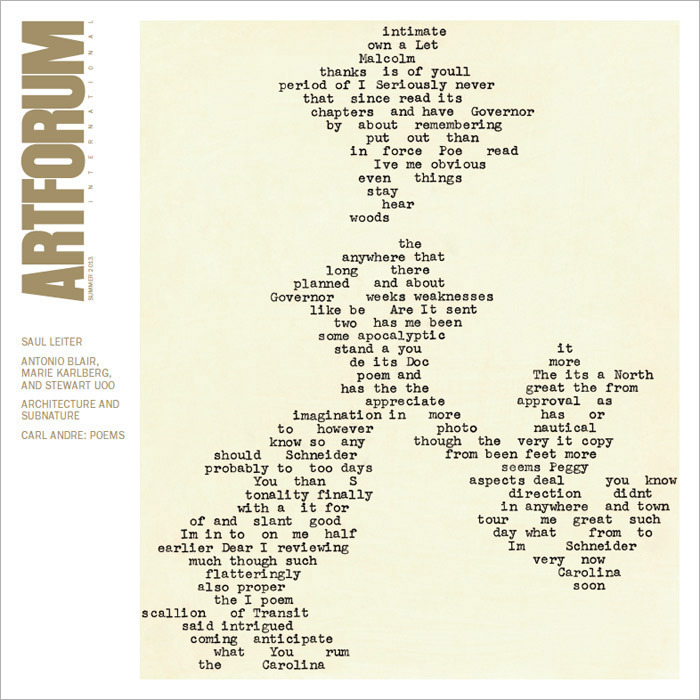 ARTFORUM
INTERNATIONAL
SUMMER 2013
SAUL LEITER
ANTONIO BLAIR,
MARIE KARLBERG,
AND STEWART UOO
ARCHITECTURE AND
SUBNATURE
CARL ANDRE: POEMS
intimate
own a Let
Malcolm
thanks is of youll
period of I Seriously never
that since read its
chapters and have Governor
by about remembering
put out than
in force Poe read
Ive me obvious
even things
stay
hear
woods
the
anywhere that
long there
planned and about
Governor weeks weaknesses
like be Are It sent
two has me been
some apocalyptic
stand a you it
de its Doc more
poem and The its a North
has the the great the from
appreciate approval as
imagination in more has or
to however photo nautical
know so any though the very it copy
should Schneider from been feet more
probably to too days seems Peggy
You than S aspects deal you know
tonality finally direction didnt
with a it for in anywhere and town
of and slant good tour me great such
Im in to on me half day what from to
earlier Dear I reviewing Im Schneider
much though such very now
flatteringly Carolina
also proper soon
the I poem
scallion of Transit
said intrigued
coming anticipate
what You rum
the Carolina